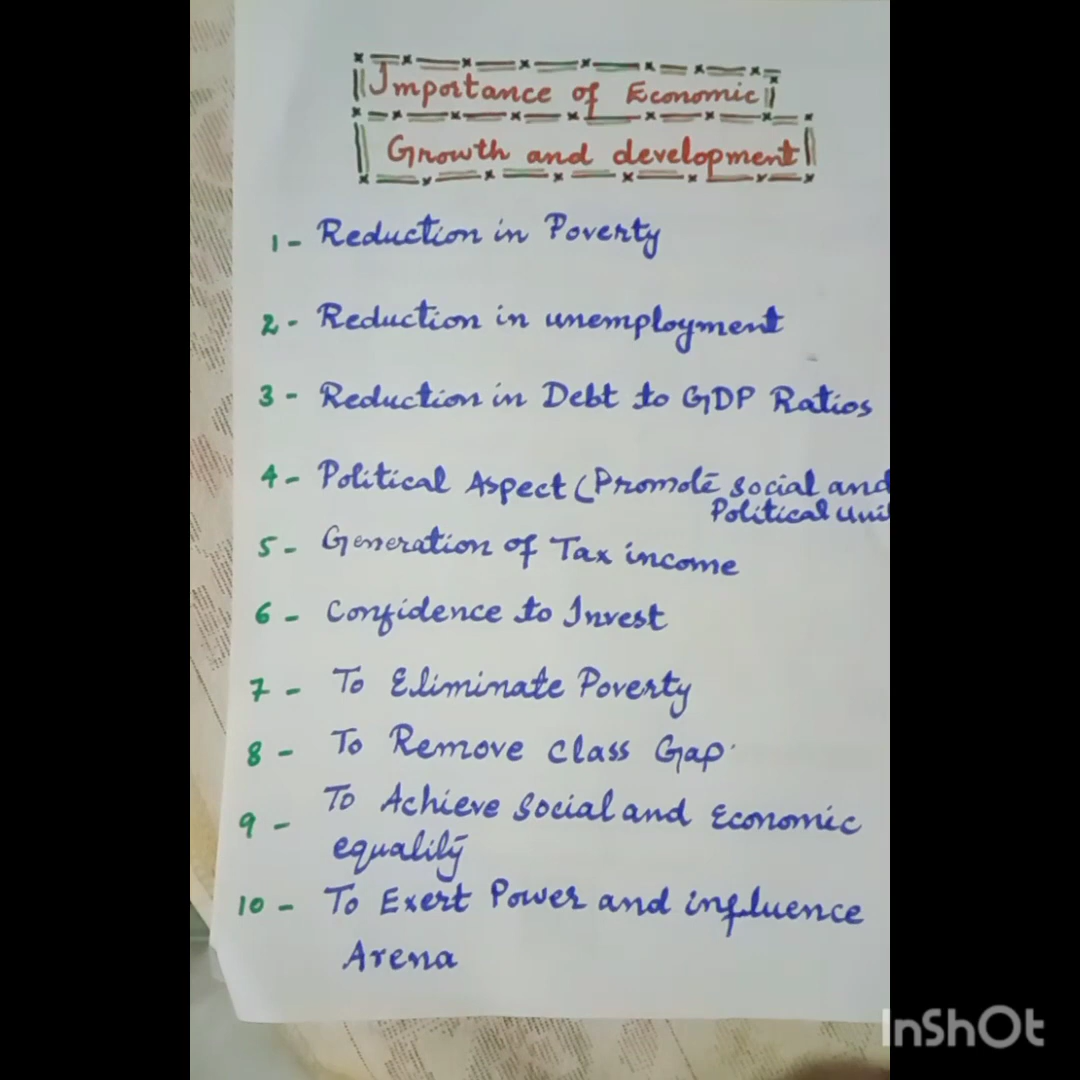 Importance of Economic
Growth and development
1 - Reduction in Poverty
2 - Reduction in unemployment
3 - Reduction in Debt to GDP Ratios
4 - Political Aspect (Promote social and
Political Uni
5 - Generation of Tax income
6 - Confidence to Invest
7 - To Eliminate Poverty
8 - To Remove class Gap
9 - To Achieve social and Economic
equality
10 - To Exert Power and influence
Arena
InShOt